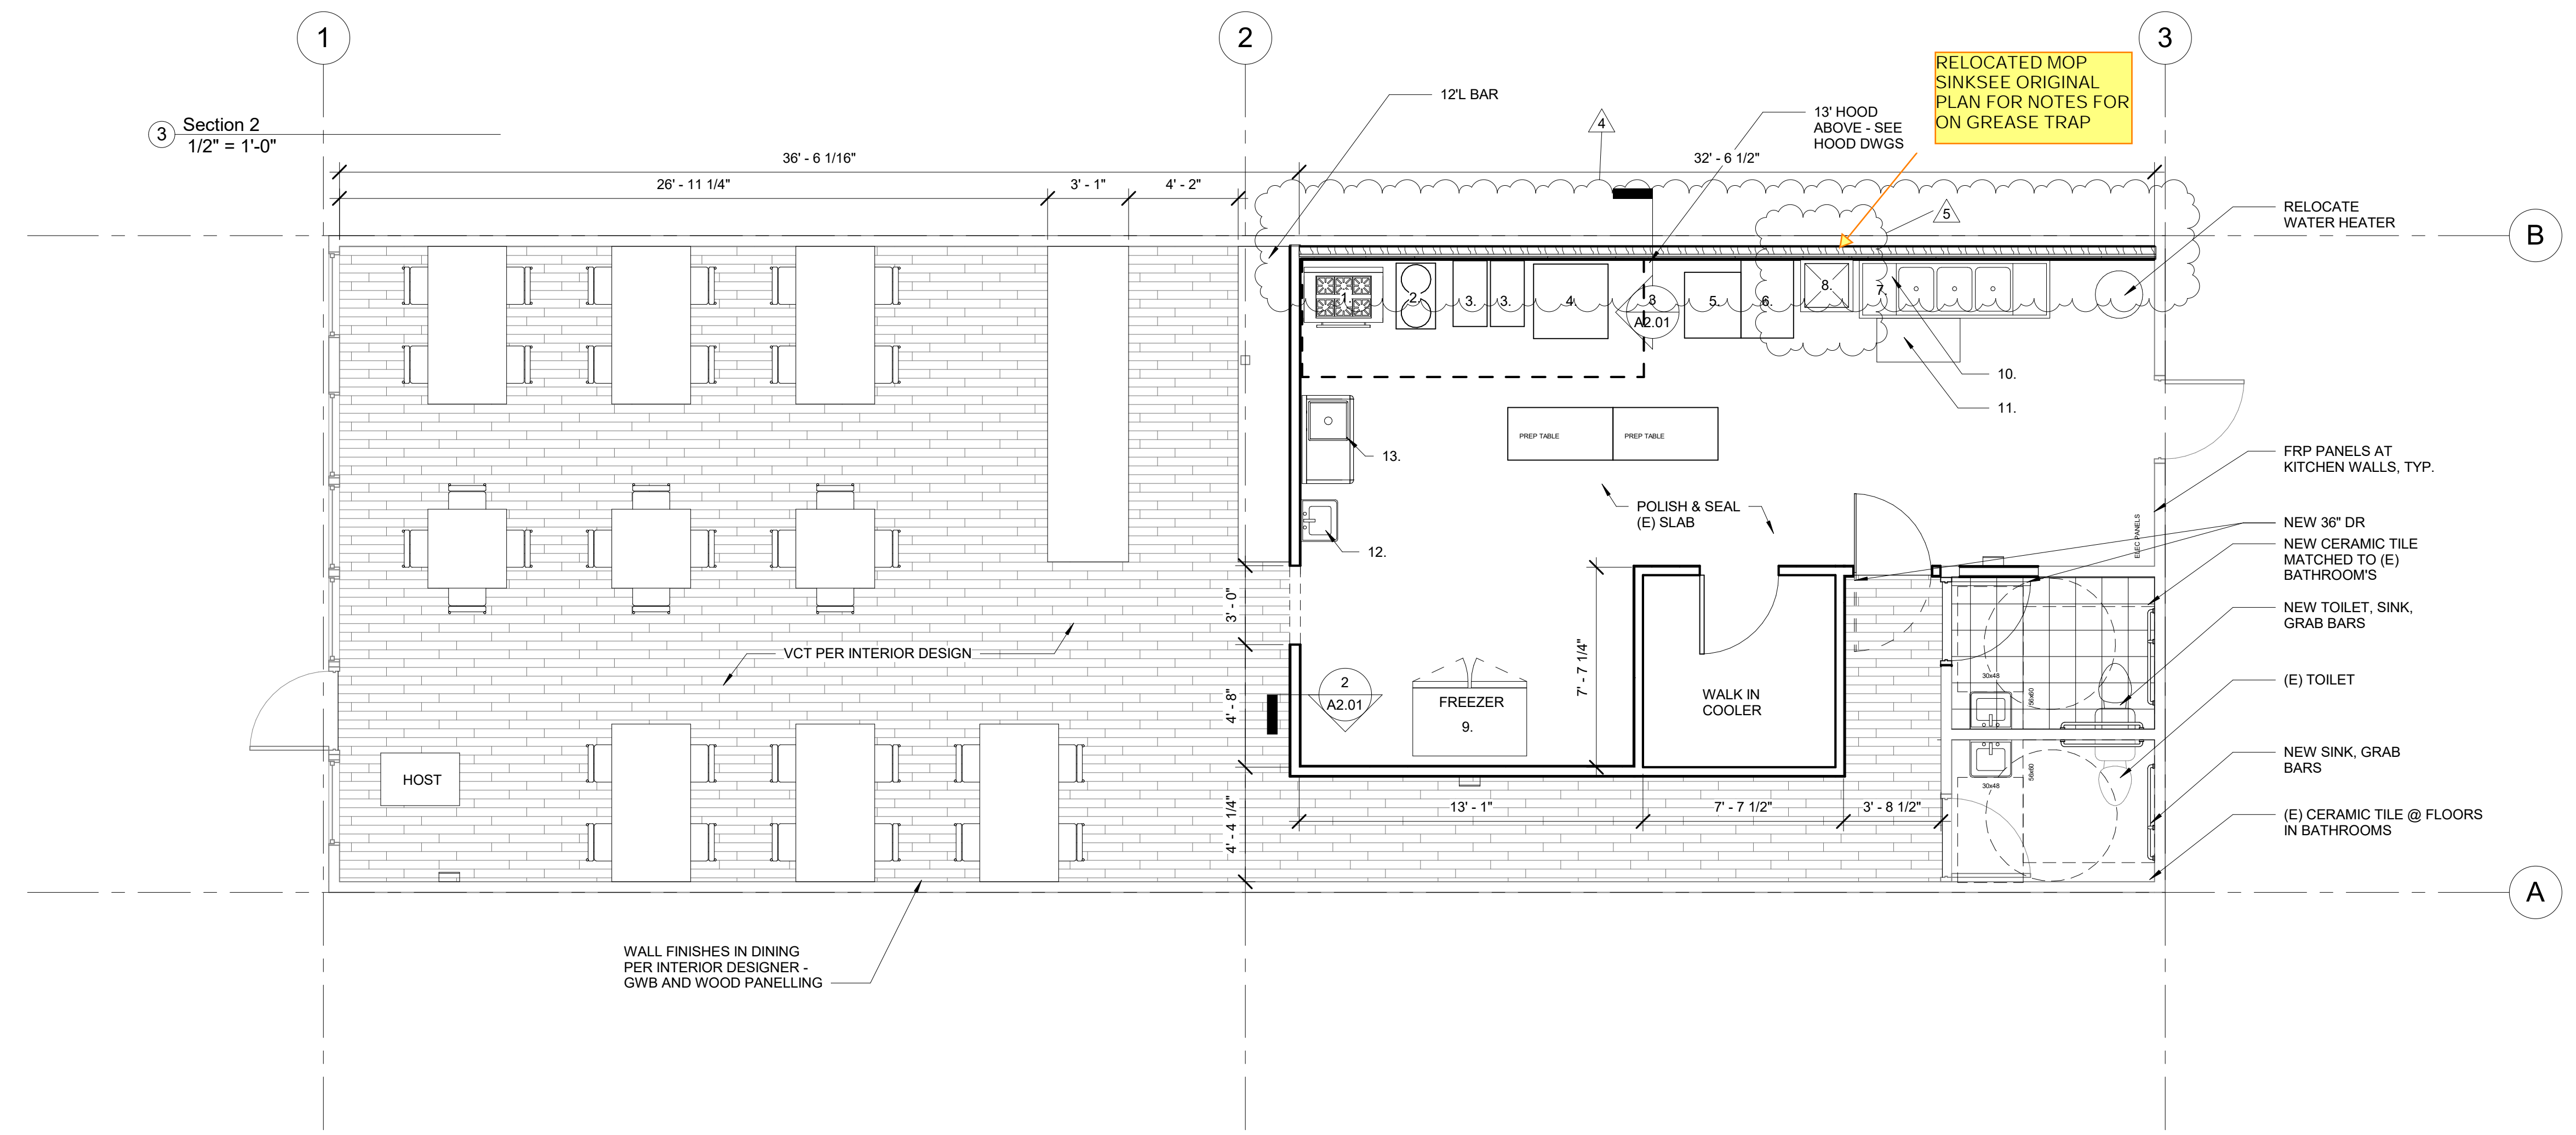 1
2
3
RELOCATED MOP
SINKSEE ORIGINAL
PLAN FOR NOTES FOR
ON GREASE TRAP
12'L BAR
4
13' HOOD
ABOVE - SEE
HOOD DWGS
3
Section 2
1/2" = 1'-0"
36' - 6 1/16"
32' - 6 1/2"
26' - 11 1/4"
3' - 1"
4' - 2"
5
RELOCATE
WATER HEATER
B
1.
2.
3.
3.
4.
3
A2.01
5.
6.
8.
7.
10.
11.
PREP TABLE
PREP TABLE
13.
FRP PANELS AT
KITCHEN WALLS, TYP.
POLISH & SEAL
(E) SLAB
ELEC PANELS
NEW 36" DR
12.
NEW CERAMIC TILE
MATCHED TO (E)
BATHROOM'S
3' - 0"
NEW TOILET, SINK,
GRAB BARS
VCT PER INTERIOR DESIGN
7' - 7 1/4"
2
A2.01
4' - 8"
FREEZER
9.
WALK IN
COOLER
30x48
56x60
(E) TOILET
HOST
30x48
56x60
NEW SINK, GRAB
BARS
13' - 1"
7' - 7 1/2"
3' - 8 1/2"
4' - 4 1/4"
(E) CERAMIC TILE @ FLOORS
IN BATHROOMS
A
WALL FINISHES IN DINING
PER INTERIOR DESIGNER -
GWB AND WOOD PANELLING